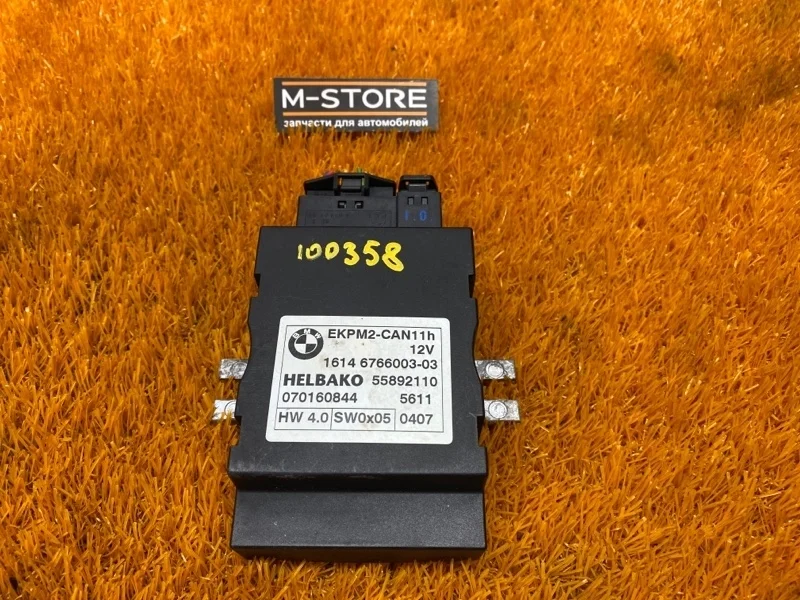 M-STORE
запчасти для автомобилей
1.0
100358
BMW
EKPM2-CAN11h
12V
1614 6766003-03
HELBAKO 55892110
070160844 5611
HW 4.0 SW0x05 0407